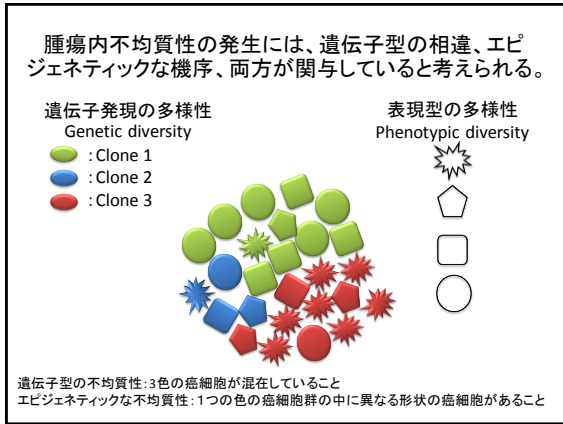 腫瘍内不均質性の発生には、遺伝子型の相違、エピ
ジェネティックな機序、両方が関与していると考えられる。
遺伝子発現の多様性
Genetic diversity
：Clone 1
：Clone 2
：Clone 3
表現型の多様性
Phenotypic diversity
遺伝子型の不均質性：3色の癌細胞が混在していること
エピジェネティックな不均質性：1つの色の癌細胞群の中に異なる形状の癌細胞があること